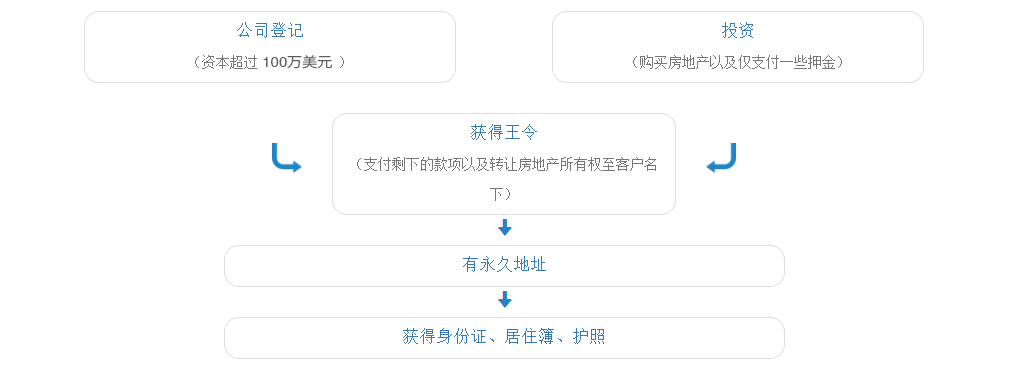 公司登记
（资本超过 100万美元 ）
投资
（购买房地产以及仅支付一些押金）
获得王令
（支付剩下的款项以及转让房地产所有权至客户名
下）
有永久地址
获得身份证、居住簿、护照